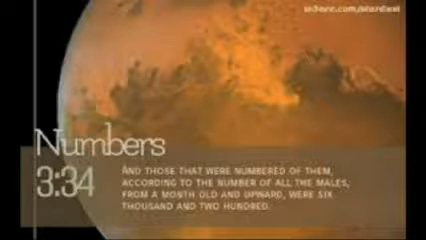 Numbers
3:34
AND THOSE THAT WERE NUMBERED OF THEM,
ACCORDING TO THE NUMBER OF ALL THE MALES,
FROM A MONTH OLD AND UPWARD, WERE SIX
THOUSAND AND TWO HUNDRED.